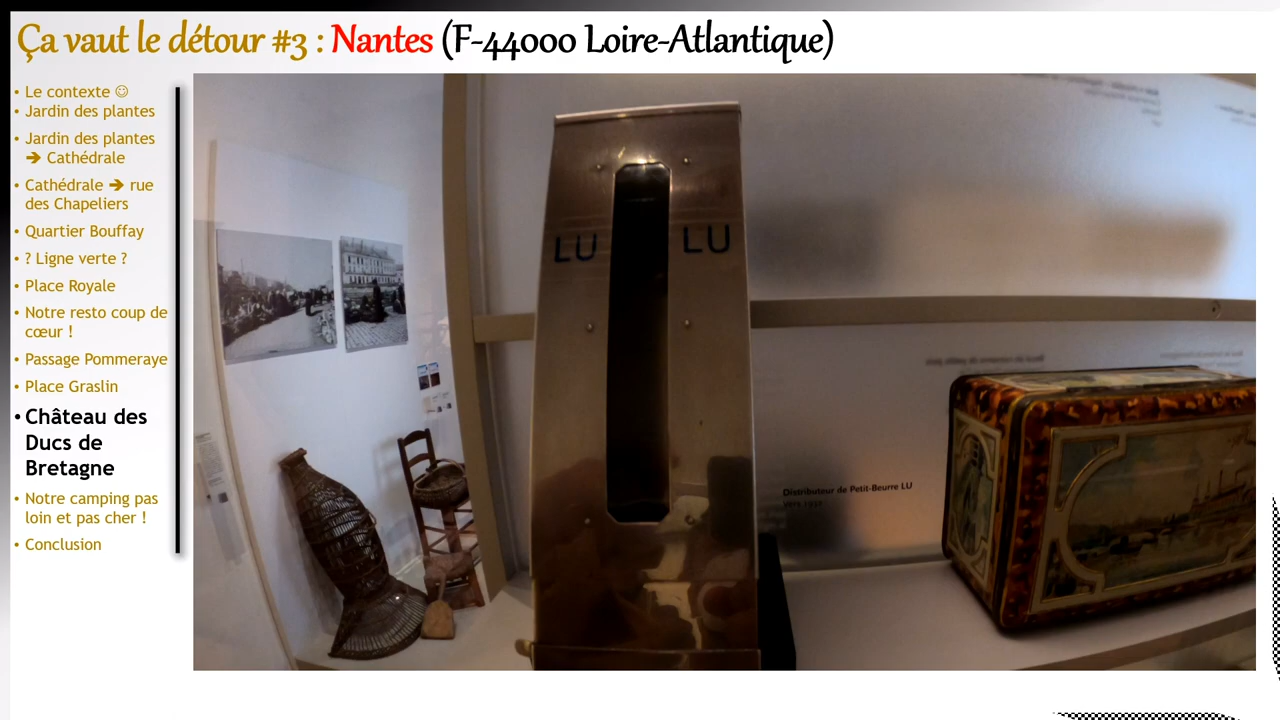 Ça vaut le détour #3 : Nantes (F-44000 Loire-Atlantique)
• Le contexte ☺
• Jardin des plantes
• Jardin des plantes
➔ Cathédrale
• Cathédrale ➔ rue
des Chapeliers
• Quartier Bouffay
• ? Ligne verte ?
• Place Royale
• Notre resto coup de
cœur !
• Passage Pommeraye
• Place Graslin
• Château des
Ducs de
Bretagne
• Notre camping pas
loin et pas cher !
• Conclusion
LU LU
Distributeur de Petit-Beurre LU